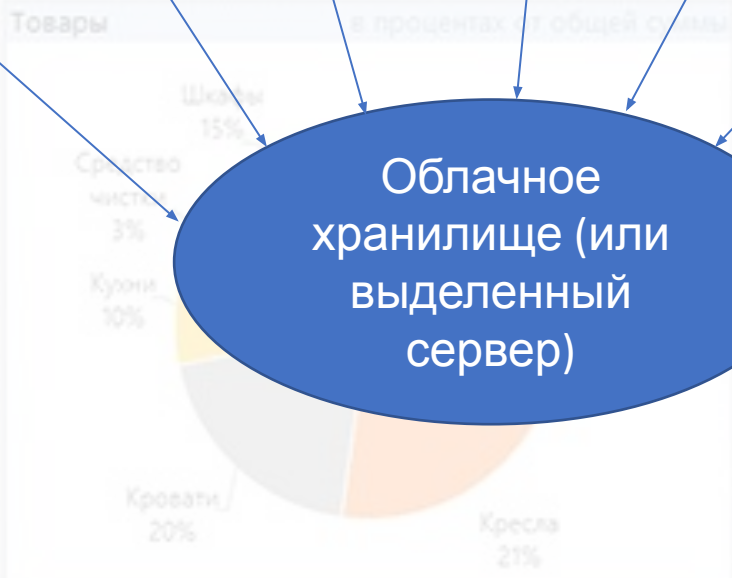 Товары
в процентах от общей суммы
Шкафы
15%
Средство
чистки
3%
Кухни
10%
Облачное
хранилище (или
выделенный
сервер)
Кровати
20%
Кресла
21%